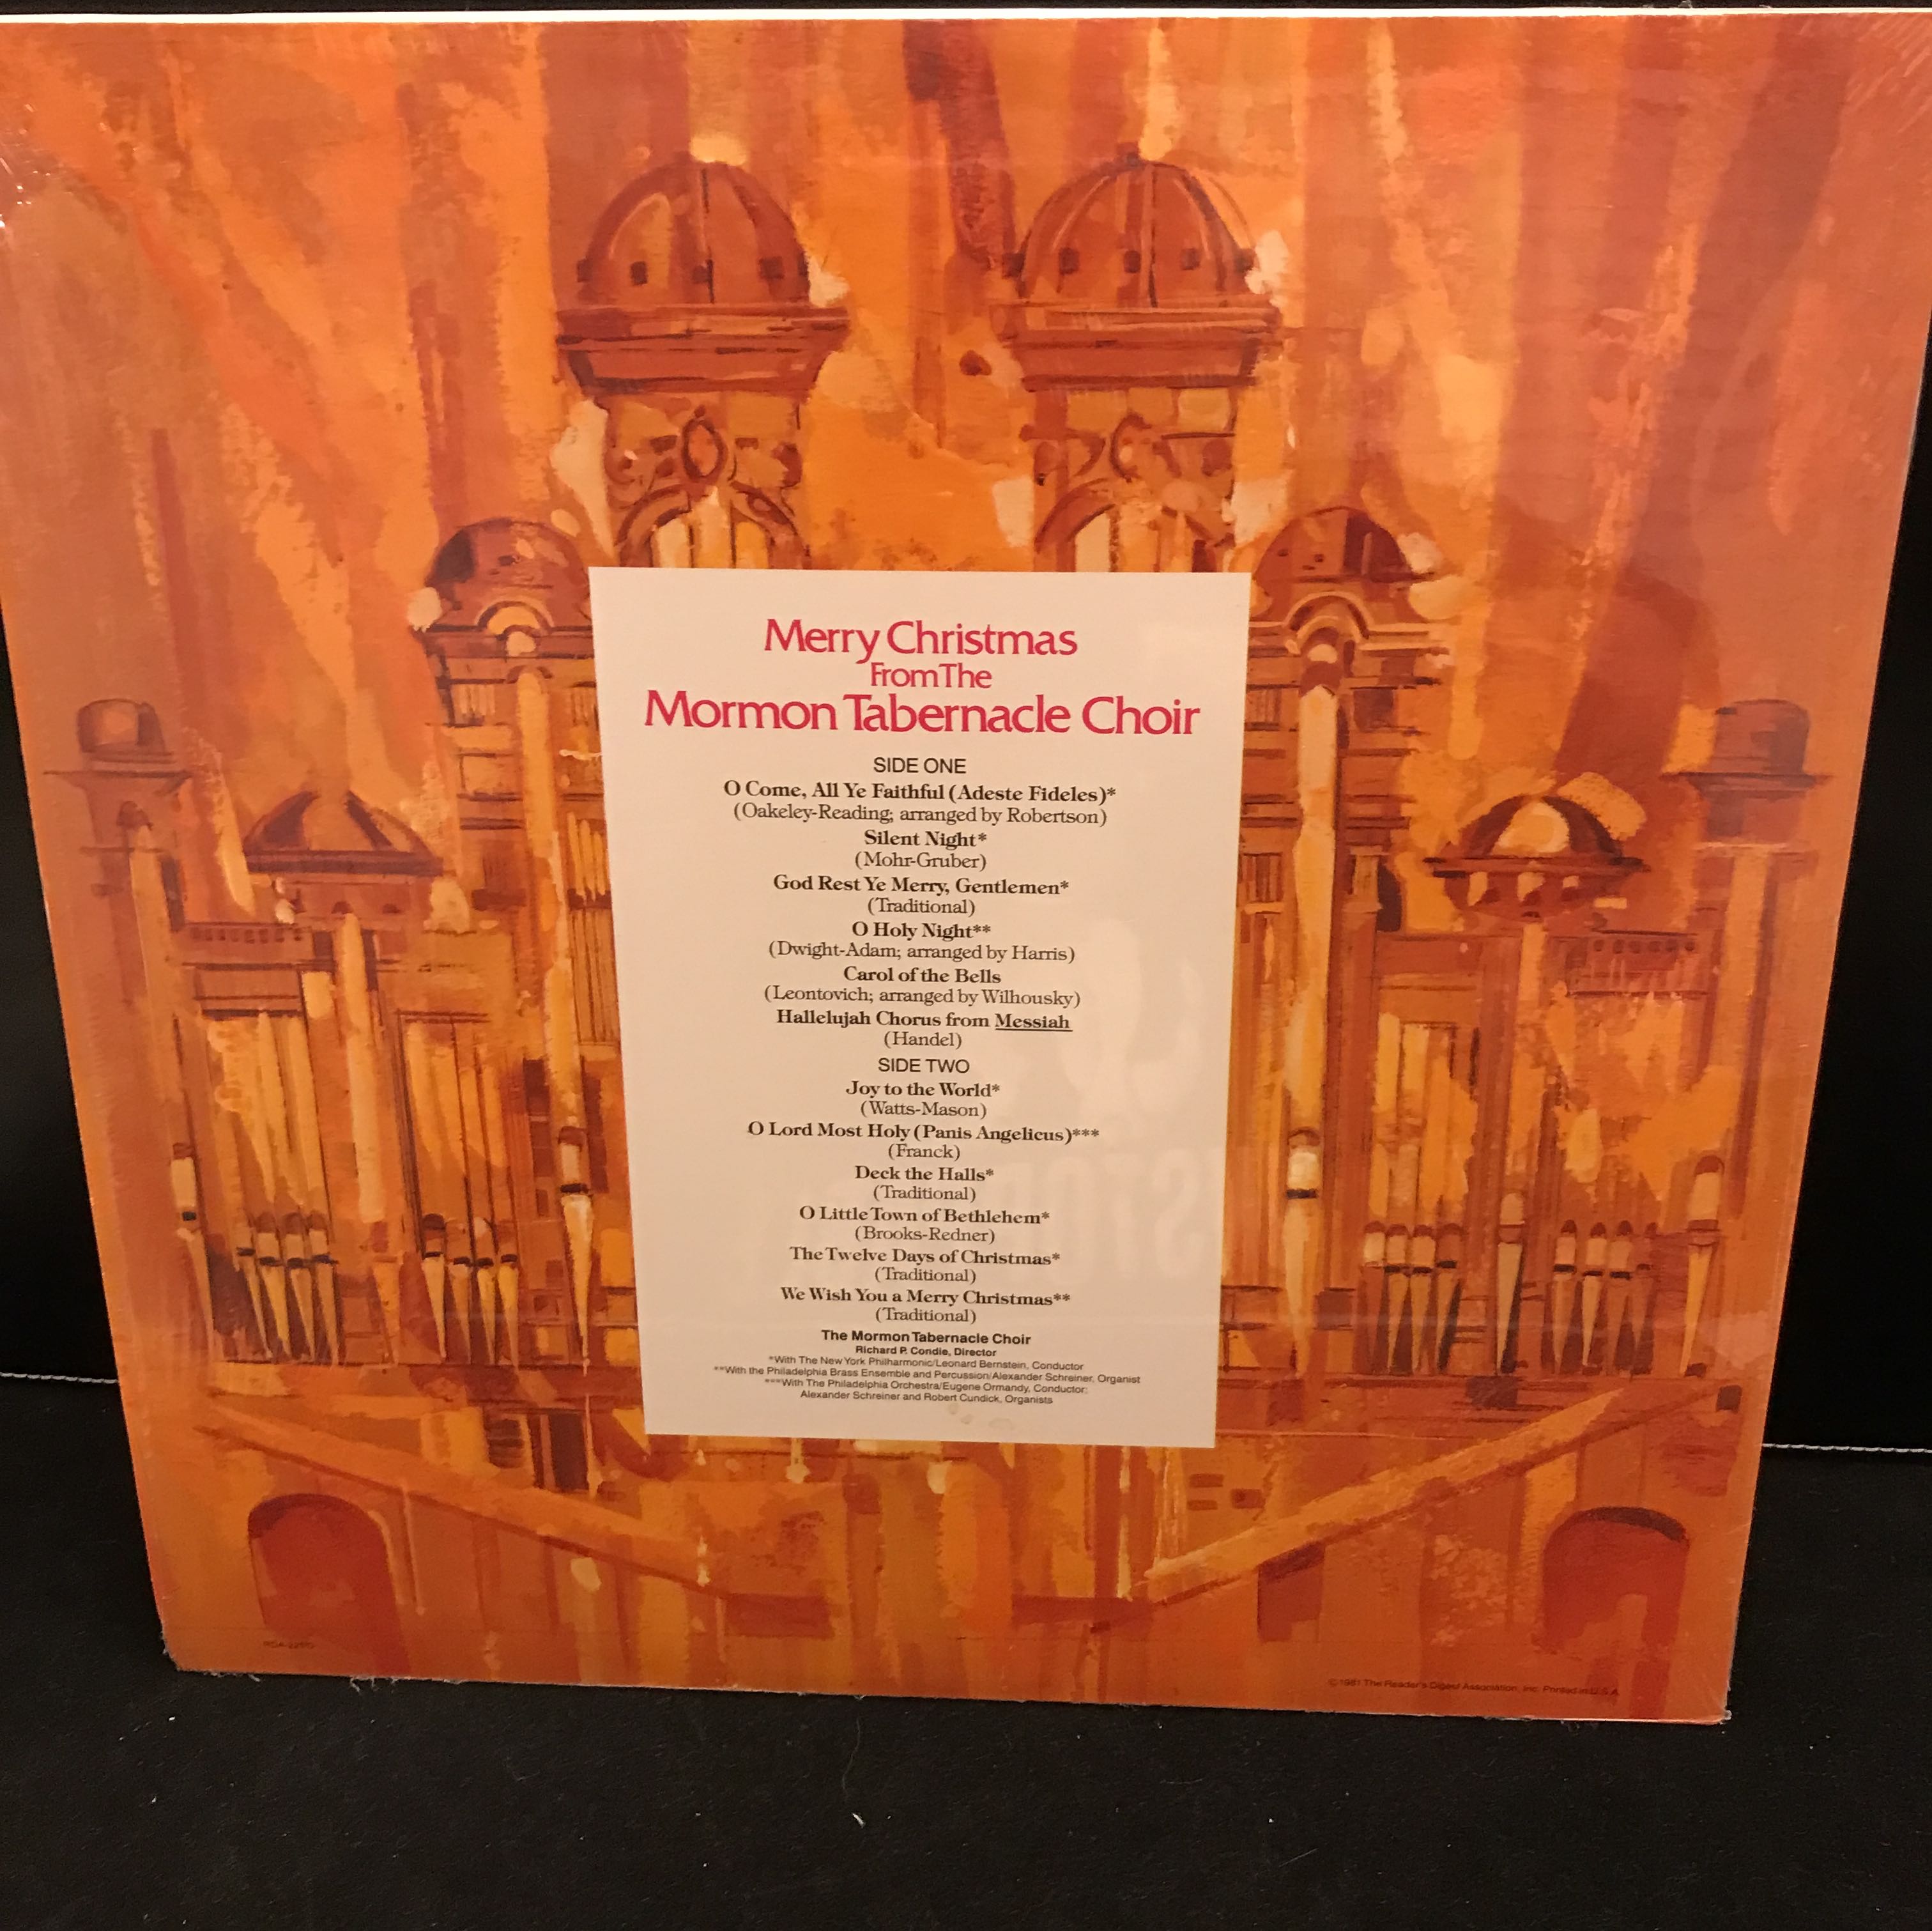 Merry Christmas
From The
Mormon Tabernacle Choir
SIDE ONE
O Come, All Ye Faithful (Adeste Fideles)*
(Oakeley-Reading; arranged by Robertson)
Silent Night*
(Mohr-Gruber)
God Rest Ye Merry, Gentlemen*
(Traditional)
O Holy Night**
(Dwight-Adam; arranged by Harris)
Carol of the Bells
(Leontovich; arranged by Wilhousky)
Hallelujah Chorus from Messiah
(Handel)
SIDE TWO
Joy to the World*
(Watts-Mason)
O Lord Most Holy (Panis Angelicus)***
(Franck)
Deck the Halls*
(Traditional)
O Little Town of Bethlehem*
(Brooks-Redner)
The Twelve Days of Christmas*
(Traditional)
We Wish You a Merry Christmas**
(Traditional)
The Mormon Tabernacle Choir
Richard P. Condie, Director
*With The New York Philharmonic/Leonard Bernstein, Conductor
**With the Philadelphia Brass Ensemble and Percussion/Alexander Schreiner, Organist
***With The Philadelphia Orchestra/Eugene Ormandy, Conductor;
Alexander Schreiner and Robert Cundick, Organists
©1981 The Reader's Digest Association, Inc. Printed in U.S.A.